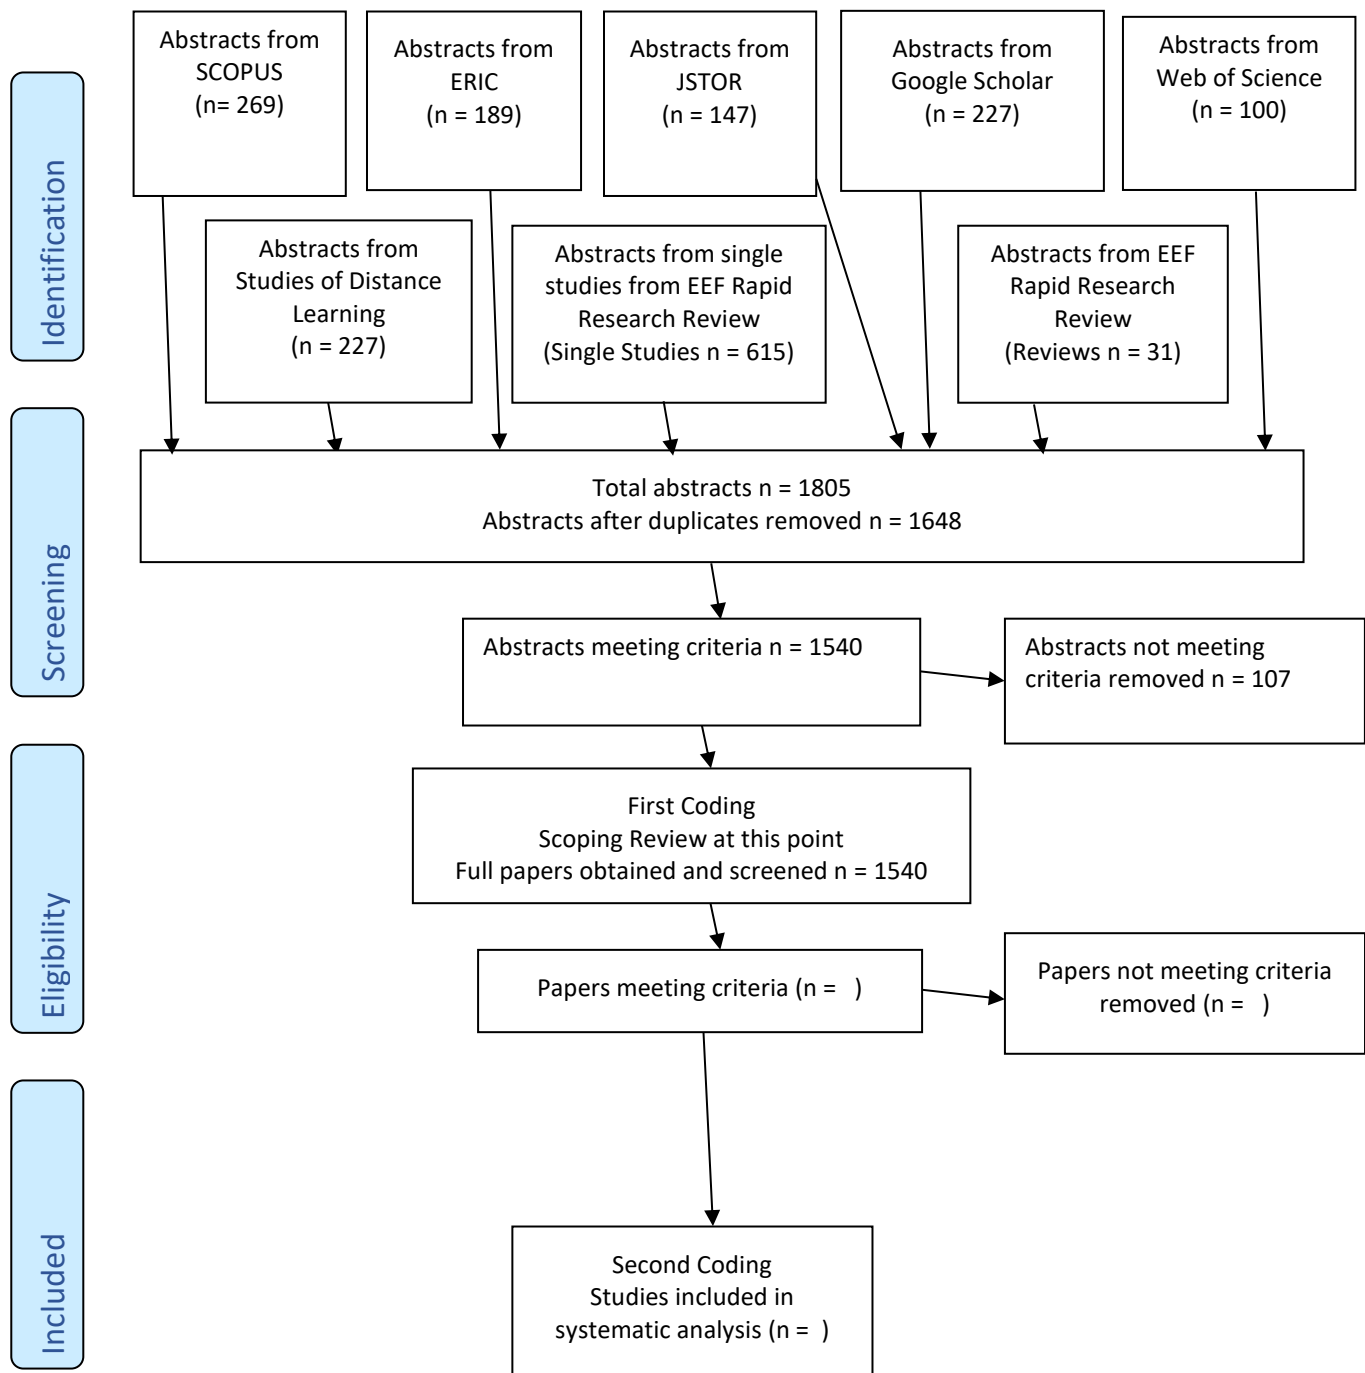 Identification
Abstracts from
SCOPUS
(n= 269)
Abstracts from
ERIC
(n = 189)
Abstracts from
JSTOR
(n = 147)
Abstracts from
Google Scholar
(n = 227)
Abstracts from
Web of Science
(n = 100)
Abstracts from
Studies of Distance
Learning
(n = 227)
Abstracts from single
studies from EEF Rapid
Research Review
(Single Studies n = 615)
Abstracts from EEF
Rapid Research
Review
(Reviews n = 31)
Screening
Total abstracts n = 1805
Abstracts after duplicates removed n = 1648
Abstracts meeting criteria n = 1540
Abstracts not meeting
criteria removed n = 107
Eligibility
First Coding
Scoping Review at this point
Full papers obtained and screened n = 1540
Papers meeting criteria (n =   )
Papers not meeting criteria
removed (n =   )
Included
Second Coding
Studies included in
systematic analysis (n =  )